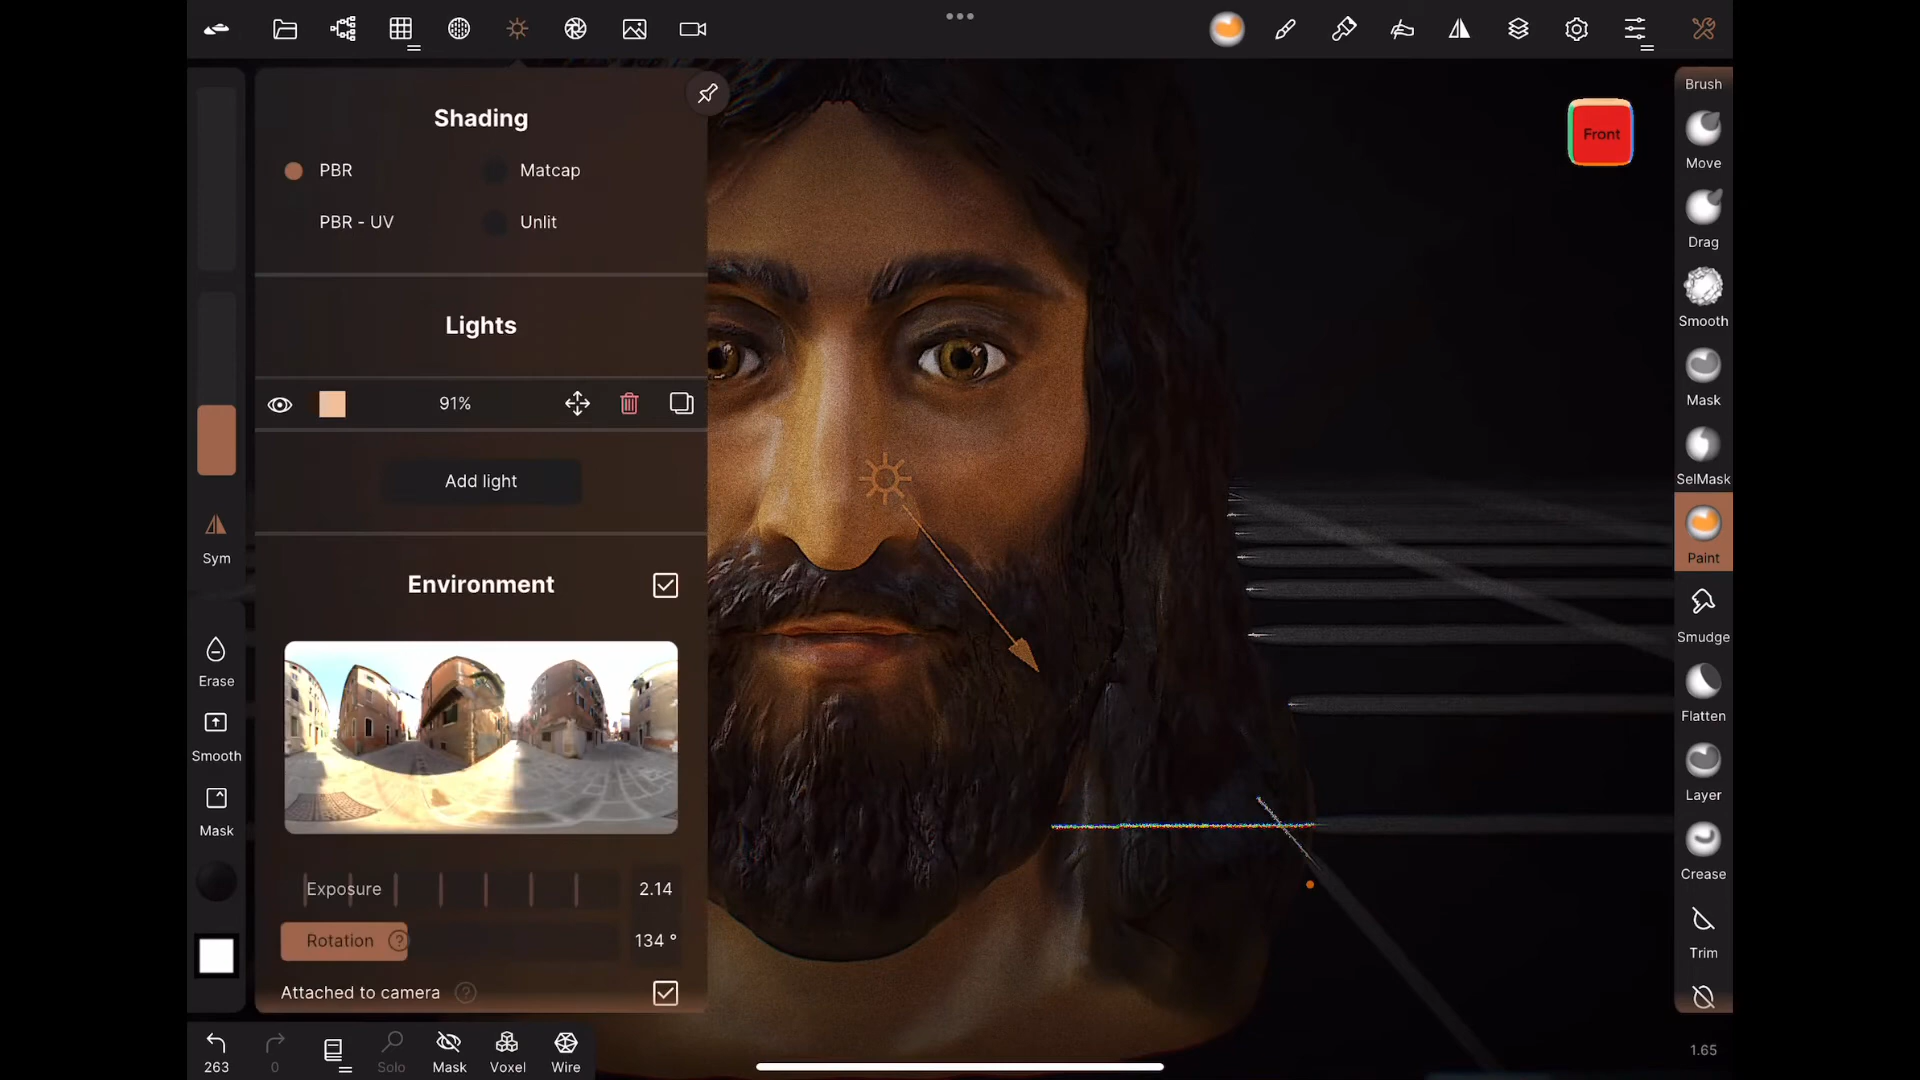 Shading
PBR
Matcap
PBR - UV
Unlit
Lights
91%
Add light
Environment
Exposure
2.14
Rotation ?
134 °
Attached to camera ?
Sym
Erase
Smooth
Mask
263
0
Solo
Mask
Voxel
Wire
Front
Brush
Move
Drag
Smooth
Mask
SelMask
Paint
Smudge
Flatten
Layer
Crease
Trim
1.65